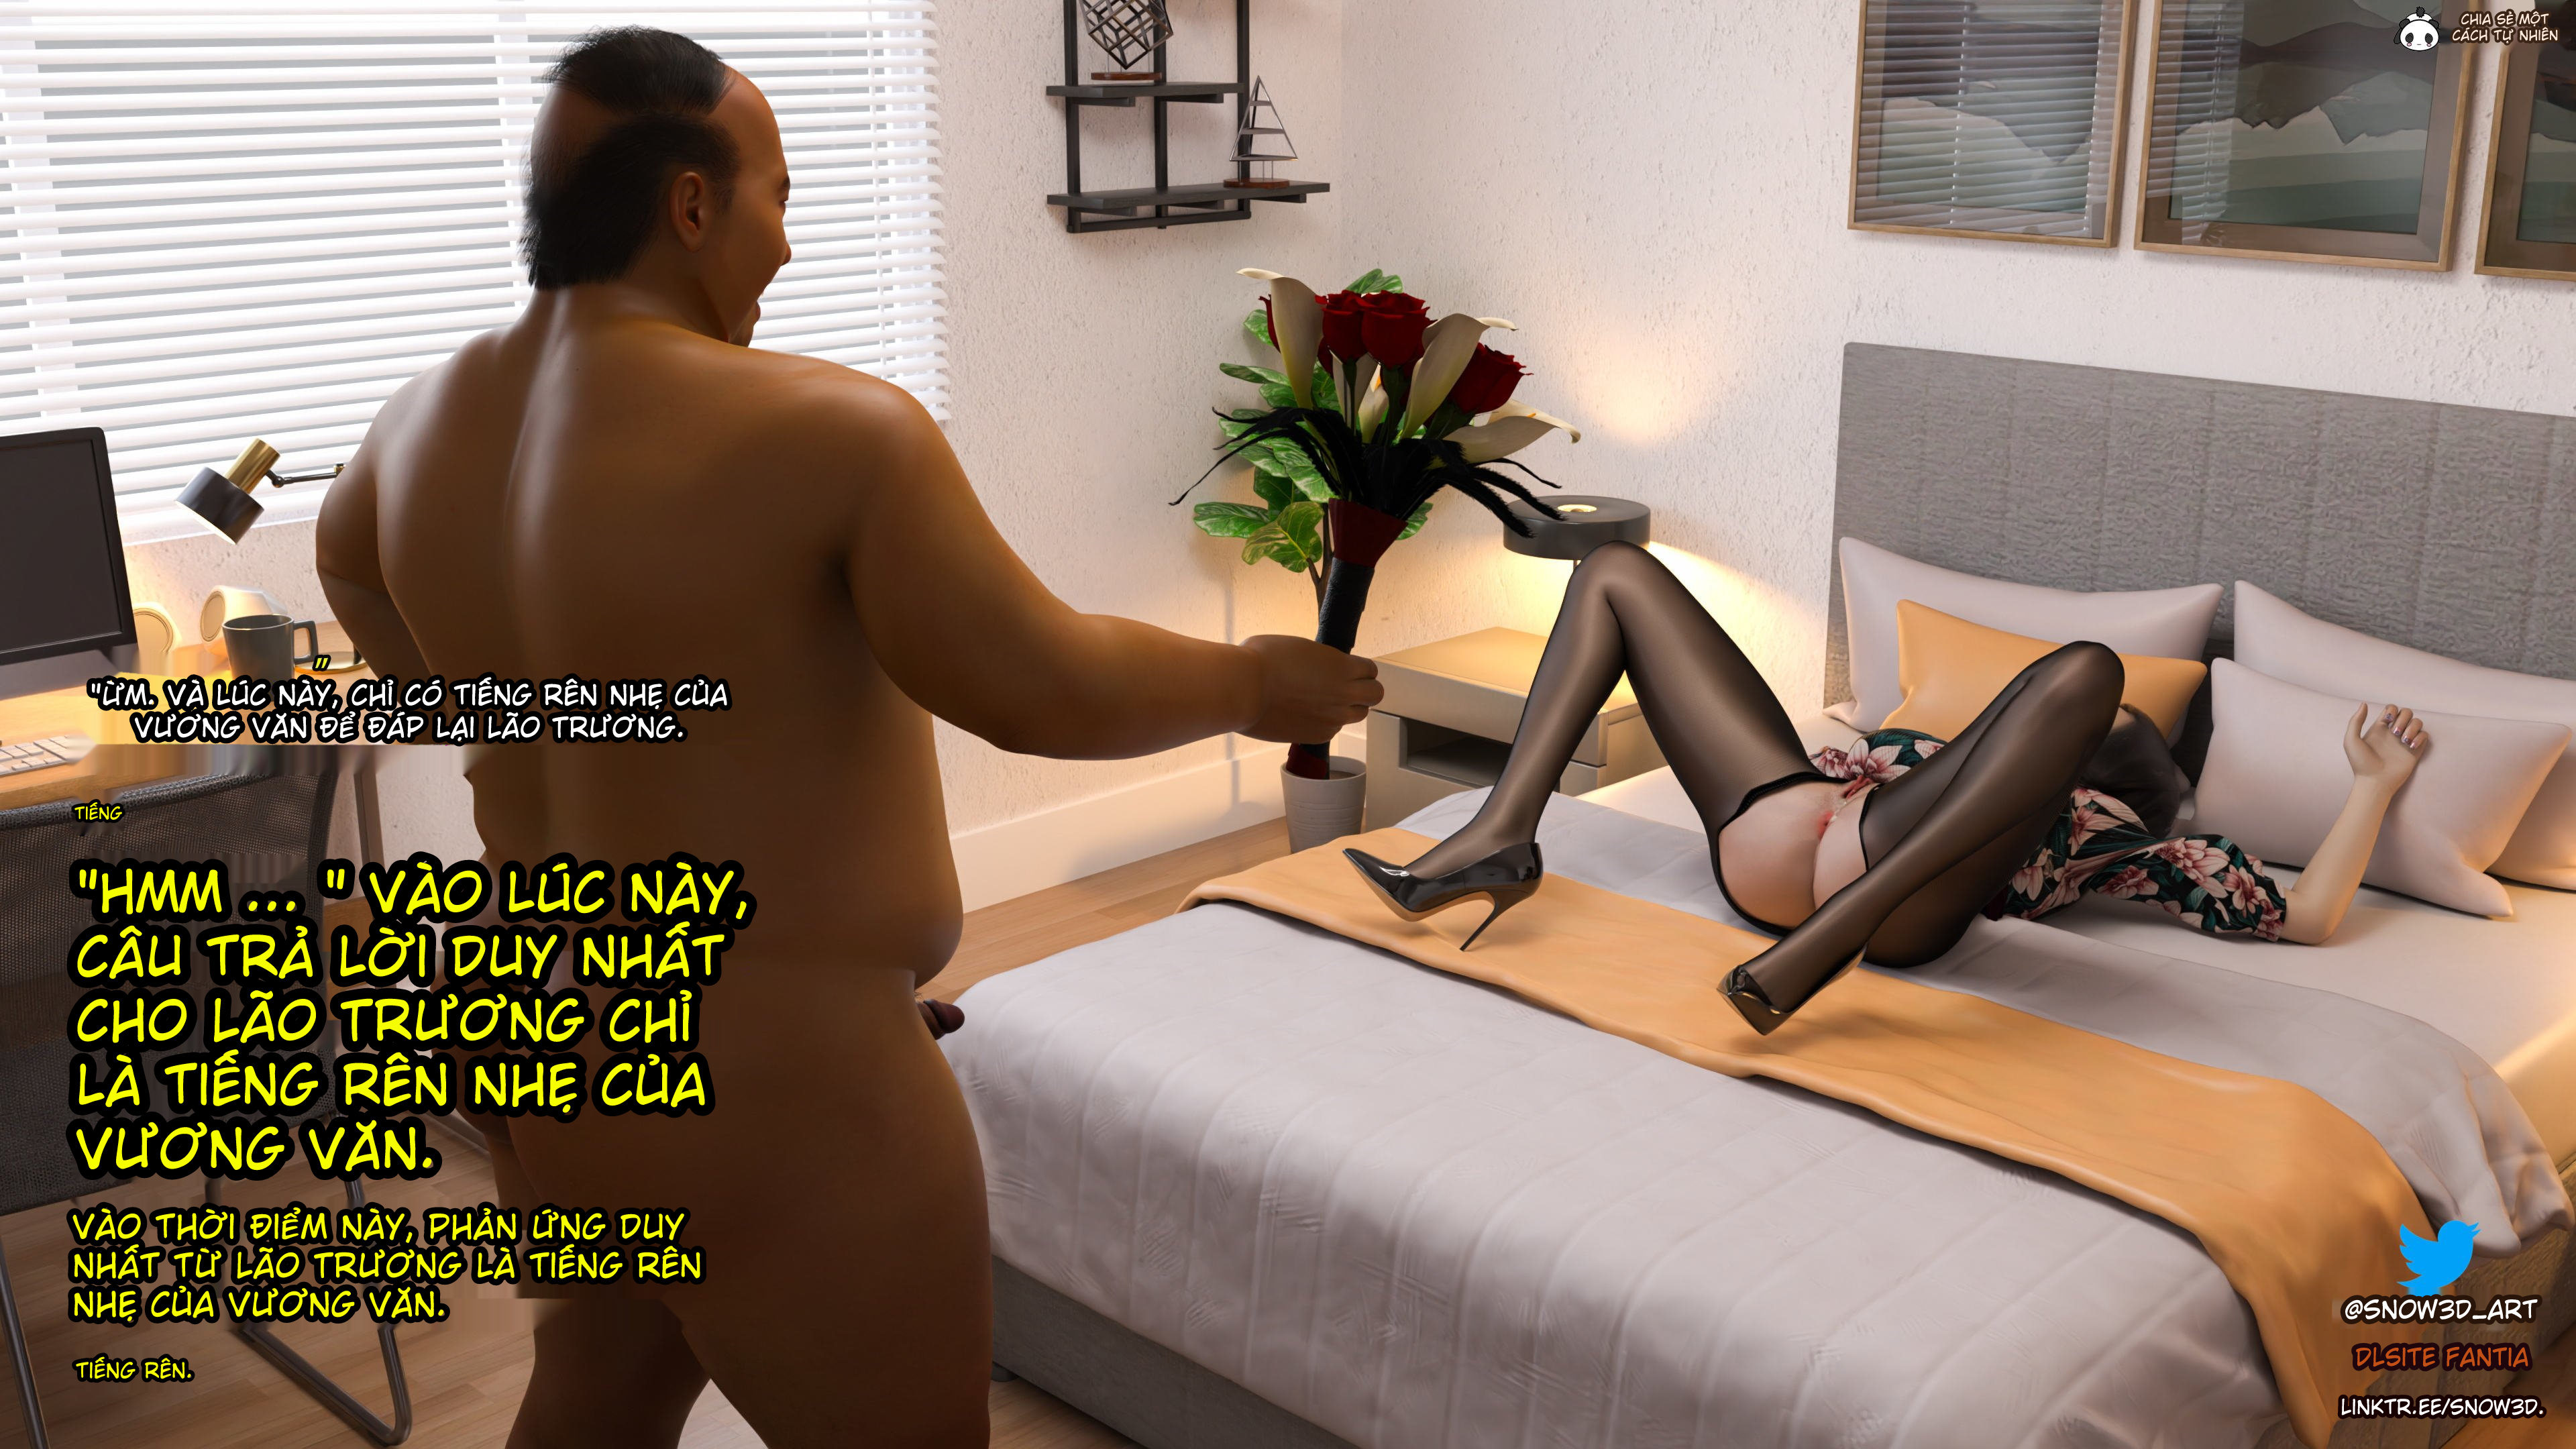 CHIA SẺ MỘT
CÁCH TỰ NHIÊN
"
"ỪM. VÀ LÚC NÀY, CHỈ CÓ TIẾNG RÊN NHẸ CỦA
VƯƠNG VĂN ĐỂ ĐÁP LẠI LÃO TRƯƠNG.
TIẾNG
"HMM ... " VÀO LÚC NÀY,
CÂU TRẢ LỜI DUY NHẤT
CHO LÃO TRƯƠNG CHỈ
LÀ TIẾNG RÊN NHẸ CỦA
VƯƠNG VĂN.
VÀO THỜI ĐIỂM NÀY, PHẢN ỨNG DUY
NHẤT TỪ LÃO TRƯƠNG LÀ TIẾNG RÊN
NHẸ CỦA VƯƠNG VĂN.
TIẾNG RÊN.
@SNOW3D_ART
DLSITE FANTIA
LINKTR.EE/SNOW3D.